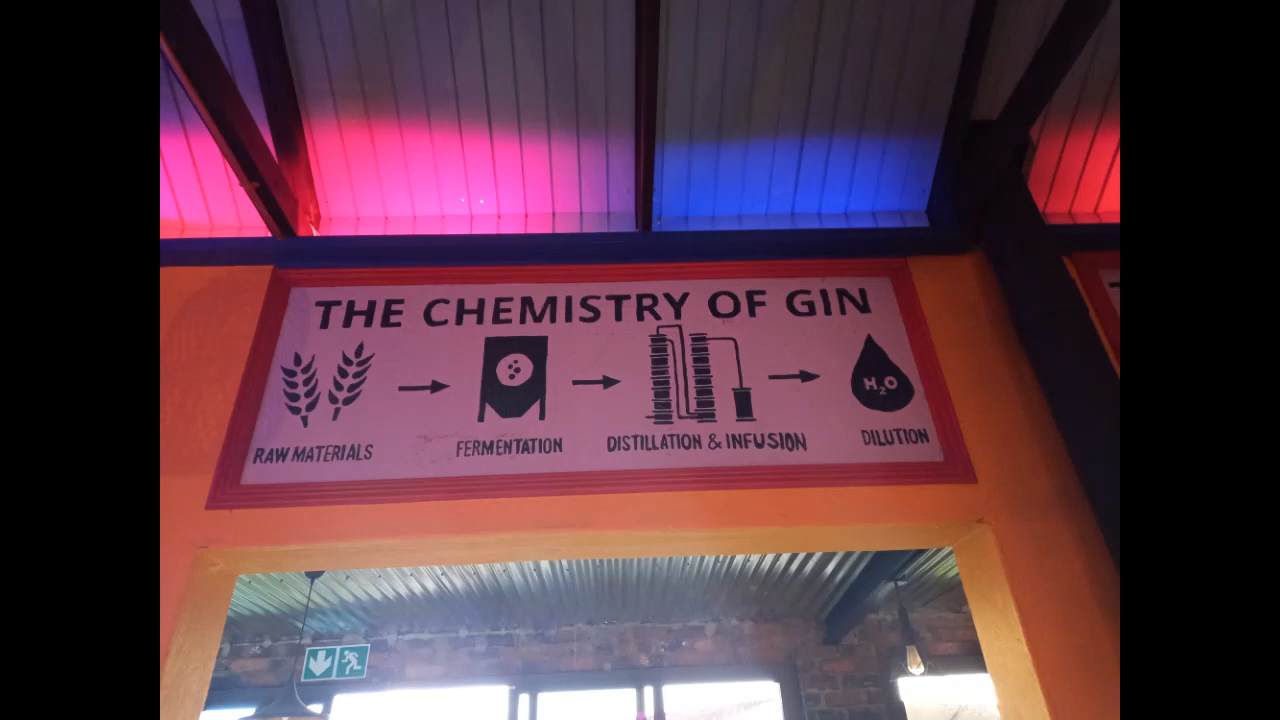 THE CHEMISTRY OF GIN
H₂O
RAW MATERIALS
FERMENTATION
DISTILLATION & INFUSION
DILUTION